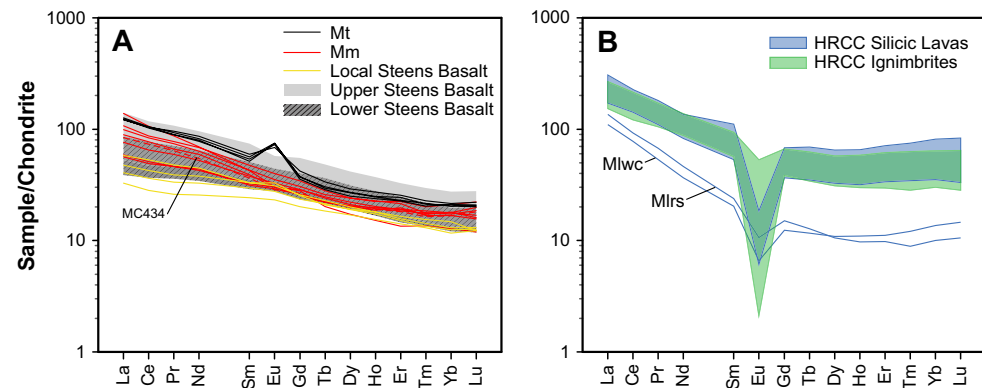 Sample/Chondrite
A
1000
100
10
1
Mt
Mm
Local Steens Basalt
Upper Steens Basalt
Lower Steens Basalt
MC434
La Ce Pr Nd Sm Eu Gd Tb Dy Ho Er Tm Yb Lu
B
1000
100
10
1
HRCC Silicic Lavas
HRCC Ignimbrites
Mlwc
Mlrs
La Ce Pr Nd Sm Eu Gd Tb Dy Ho Er Tm Yb Lu